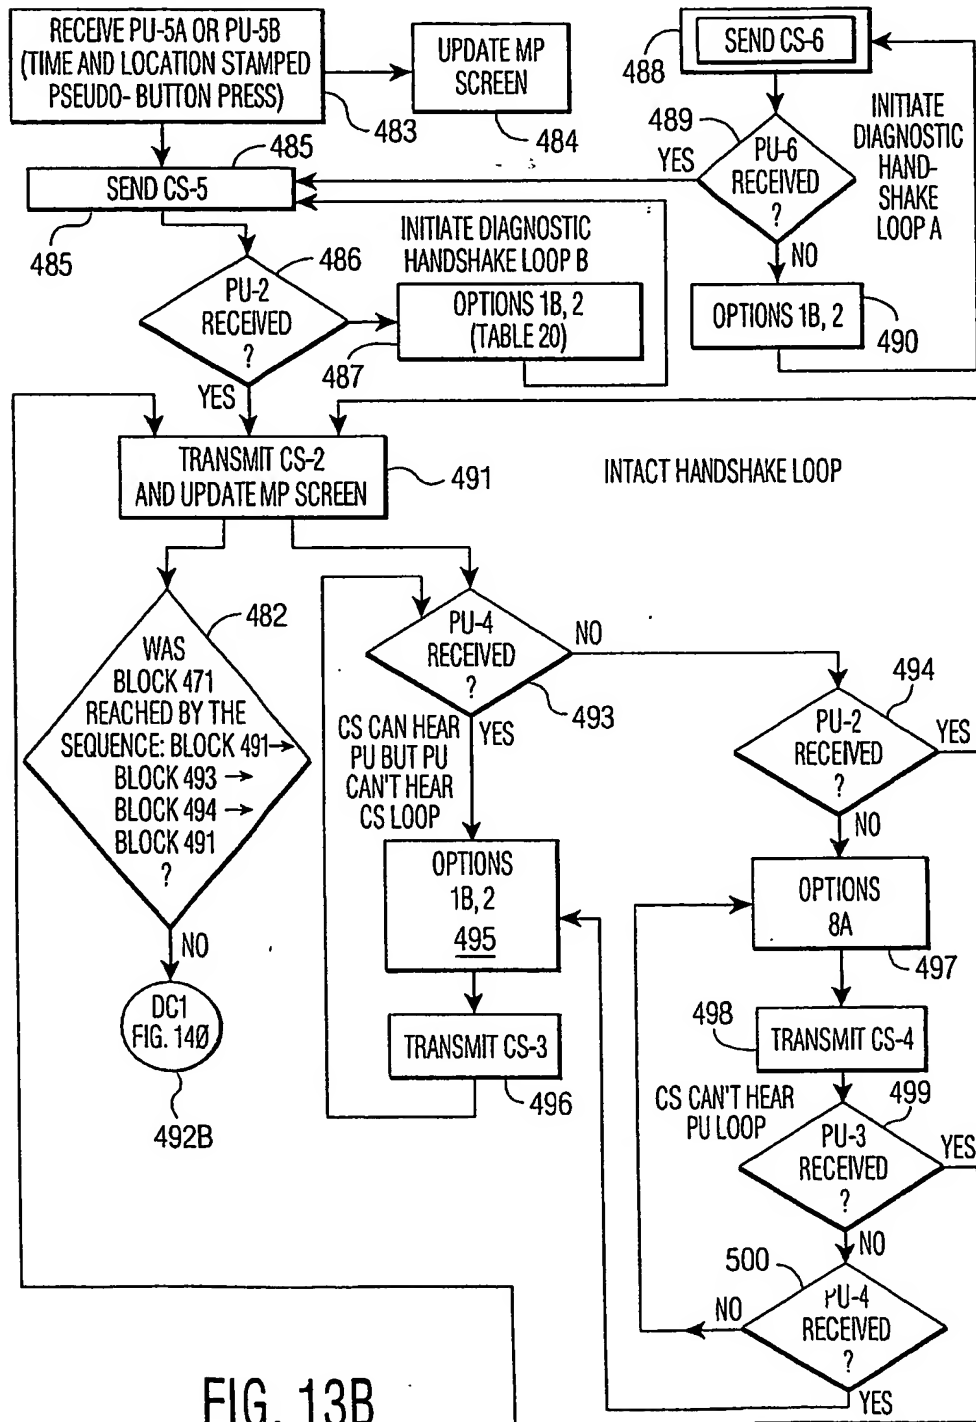 RECEIVE PU-5A OR PU-5B
(TIME AND LOCATION STAMPED
PSEUDO- BUTTON PRESS)
483
UPDATE MP
SCREEN
484
488
SEND CS-6
489
PU-6
RECEIVED
?
YES
NO
INITIATE
DIAGNOSTIC
HAND-
SHAKE
LOOP A
OPTIONS 1B, 2
490
485
SEND CS-5
485
486
PU-2
RECEIVED
?
YES
INITIATE DIAGNOSTIC
HANDSHAKE LOOP B
OPTIONS 1B, 2
(TABLE 20)
487
TRANSMIT CS-2
AND UPDATE MP SCREEN
491
INTACT HANDSHAKE LOOP
482
WAS
BLOCK 471
REACHED BY THE
SEQUENCE: BLOCK 491→
BLOCK 493 →
BLOCK 494 →
BLOCK 491
?
NO
DC1
FIG. 14Ø
492B
PU-4
RECEIVED
?
NO
493
YES
CS CAN HEAR
PU BUT PU
CAN'T HEAR
CS LOOP
OPTIONS
1B, 2
495
TRANSMIT CS-3
496
494
PU-2
RECEIVED
?
YES
NO
OPTIONS
8A
497
498
TRANSMIT CS-4
CS CAN'T HEAR
PU LOOP
499
PU-3
RECEIVED
?
YES
NO
500
PU-4
RECEIVED
?
NO
YES
FIG. 13B